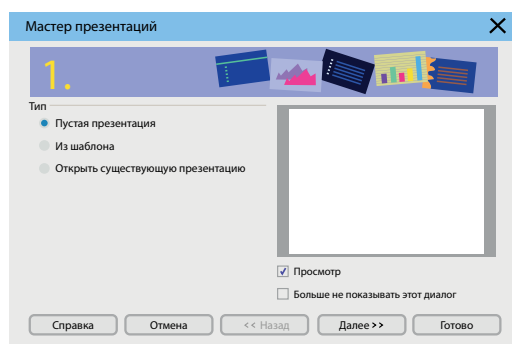 Мастер презентаций
1.
Тип
Пустая презентация
Из шаблона
Открыть существующую презентацию
Просмотр
Больше не показывать этот диалог
Справка Отмена << Назад Далее >> Готово